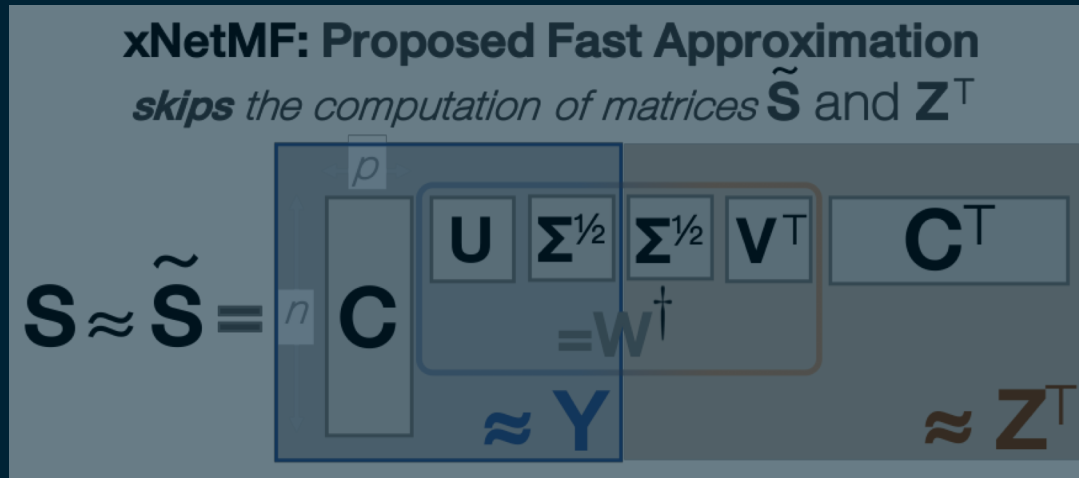 xNetMF: Proposed Fast Approximation
skips the computation of matrices S̃ and Zᵀ
p
S ≈ S̃ = n C U Σ½ Σ½ Vᵀ Cᵀ
=W†
≈ Y ≈ Zᵀ